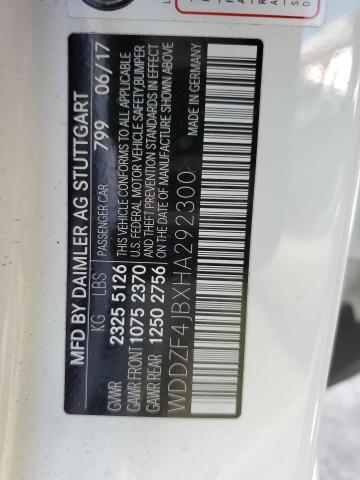 MFD BY DAIMLER AG STUTTGART
KG LBS PASSENGER CAR 799 06/17
GVWR 2325 5126
GAWR FRONT 1075 2370
GAWR REAR 1250 2756
THIS VEHICLE CONFORMS TO ALL APPLICABLE
U.S. FEDERAL MOTOR VEHICLE SAFETY,BUMPER
AND THEFT PREVENTION STANDARDS IN EFFECT
ON THE DATE OF MANUFACTURE SHOWN ABOVE
WDDZF4JBXHA292300
MADE IN GERMANY